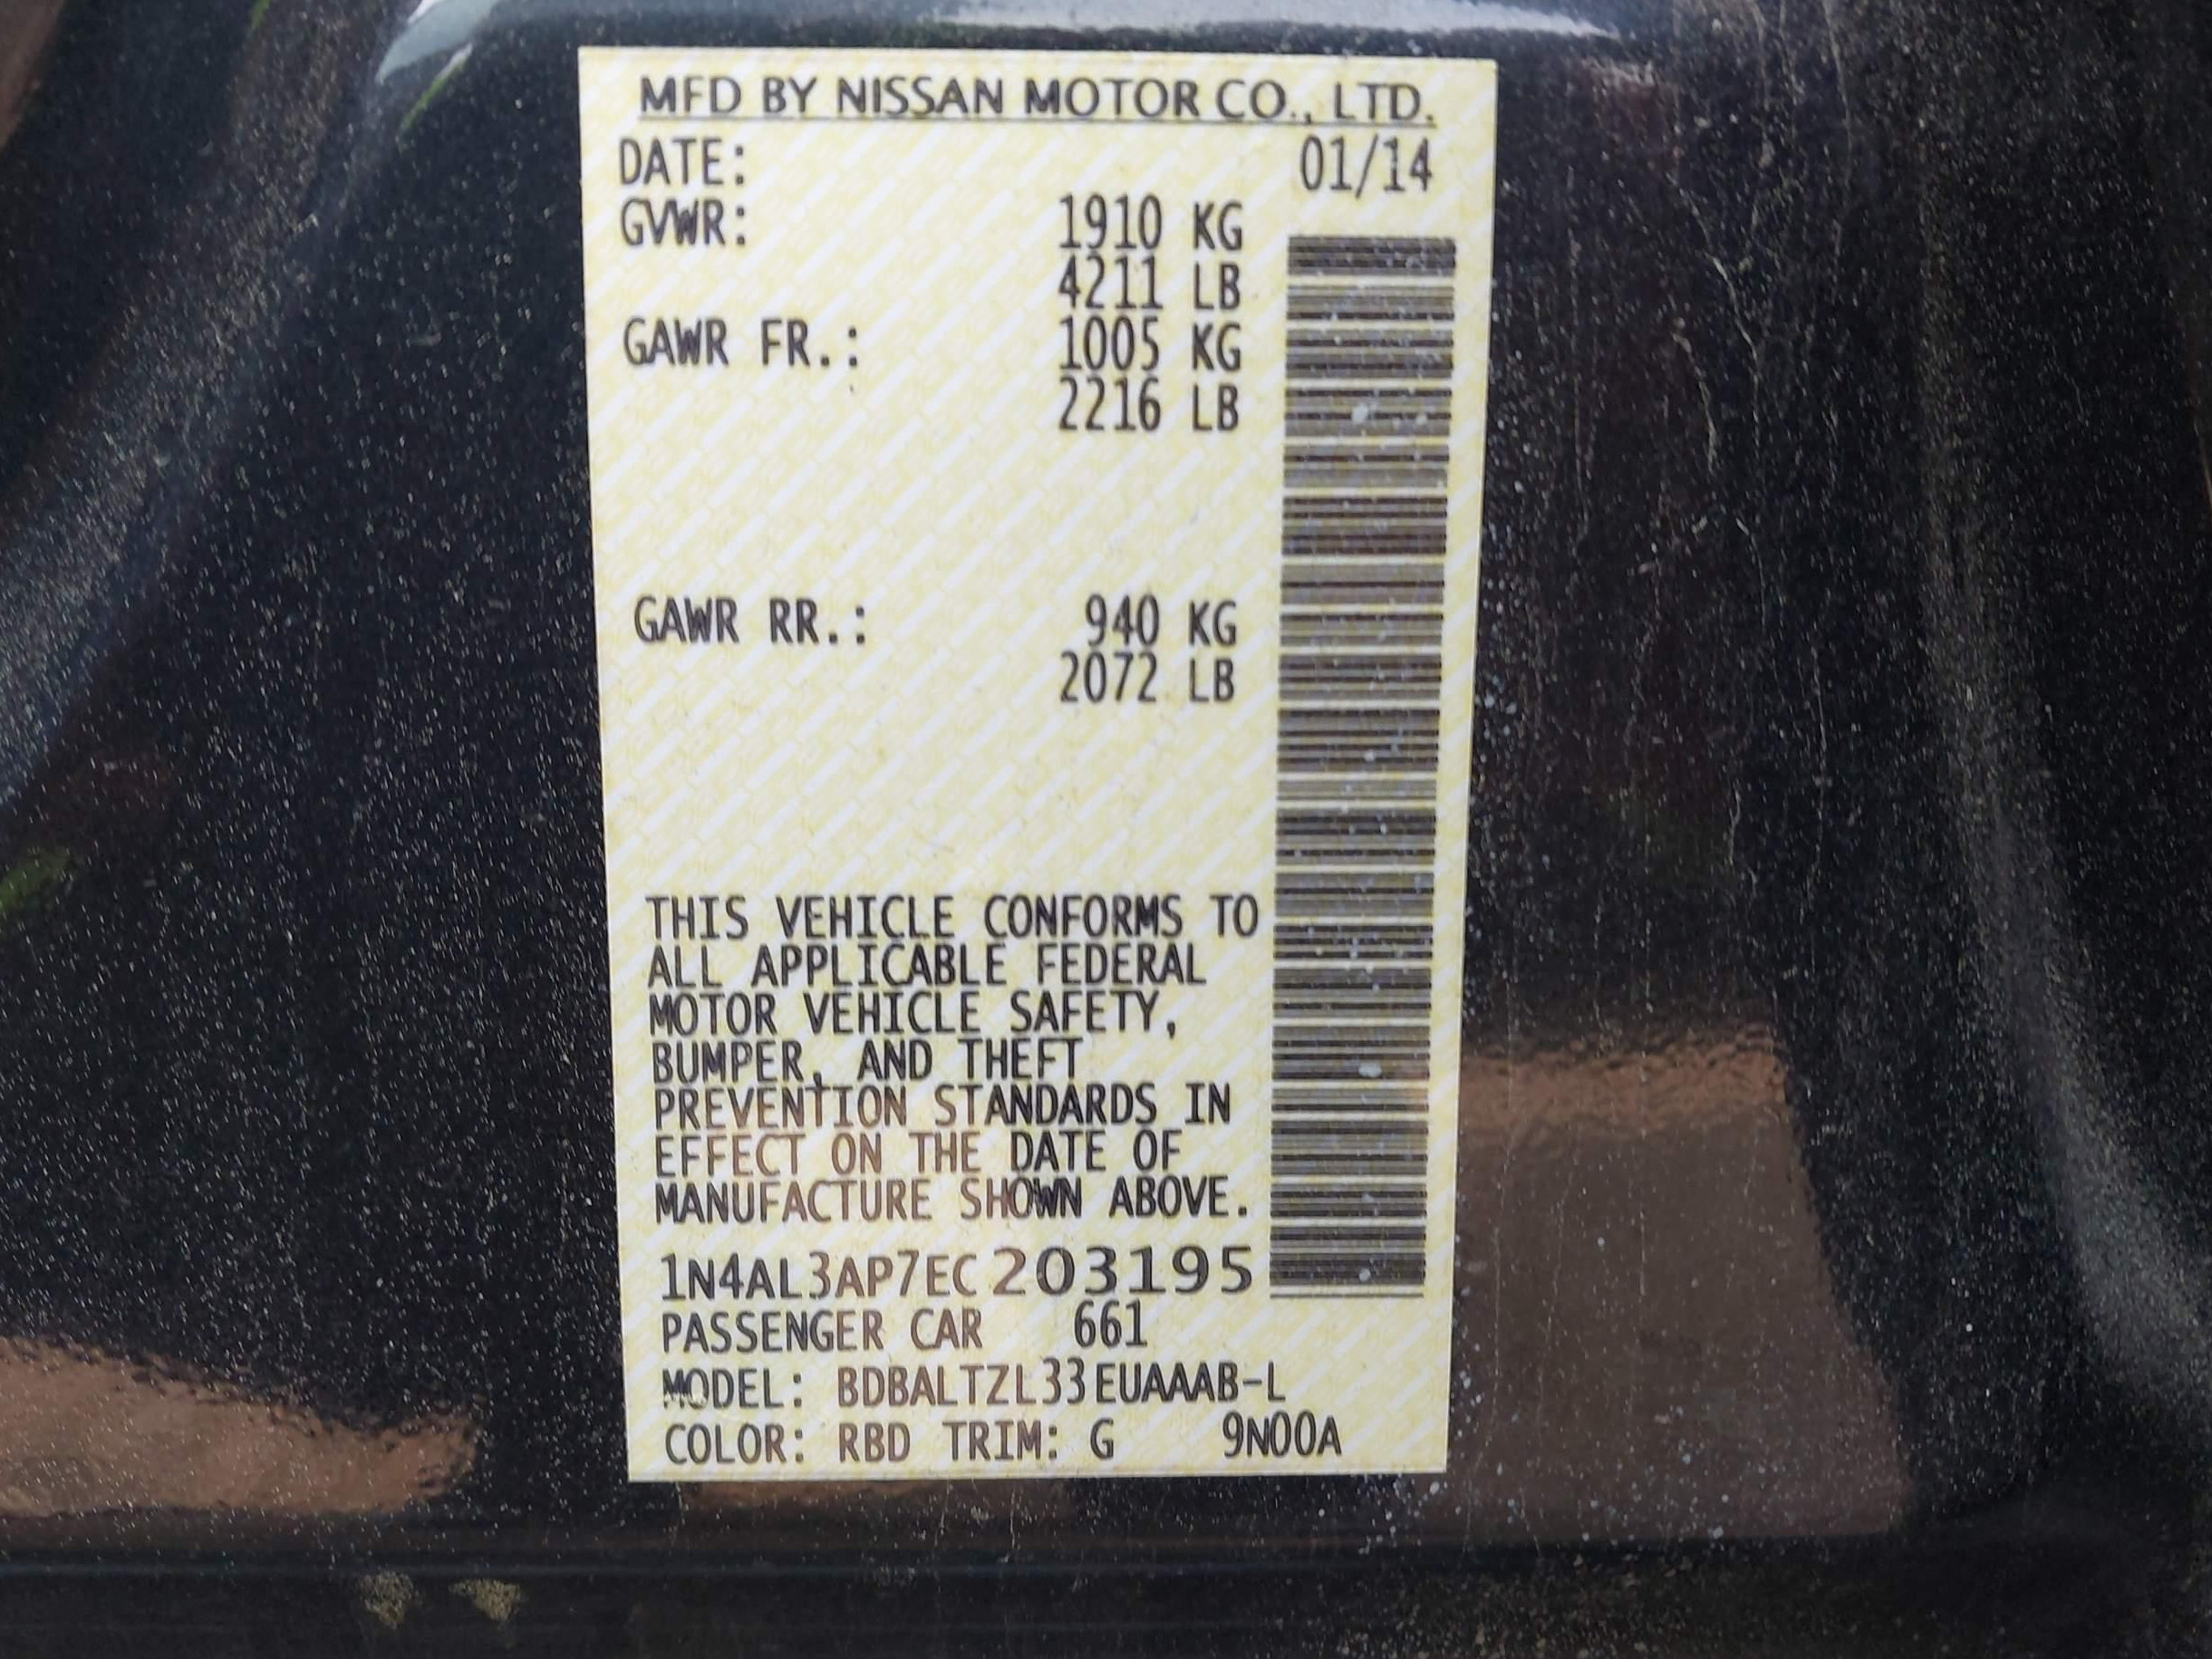 MFD BY NISSAN MOTOR CO., LTD.
DATE: 01/14
GVWR: 1910 KG
4211 LB
GAWR FR.: 1005 KG
2216 LB
GAWR RR.: 940 KG
2072 LB
THIS VEHICLE CONFORMS TO
ALL APPLICABLE FEDERAL
MOTOR VEHICLE SAFETY,
BUMPER, AND THEFT
PREVENTION STANDARDS IN
EFFECT ON THE DATE OF
MANUFACTURE SHOWN ABOVE.
1N4AL3AP7EC203195
PASSENGER CAR 661
MODEL: BDBALTZL33EUAAAB-L
COLOR: RBD TRIM: G 9N00A